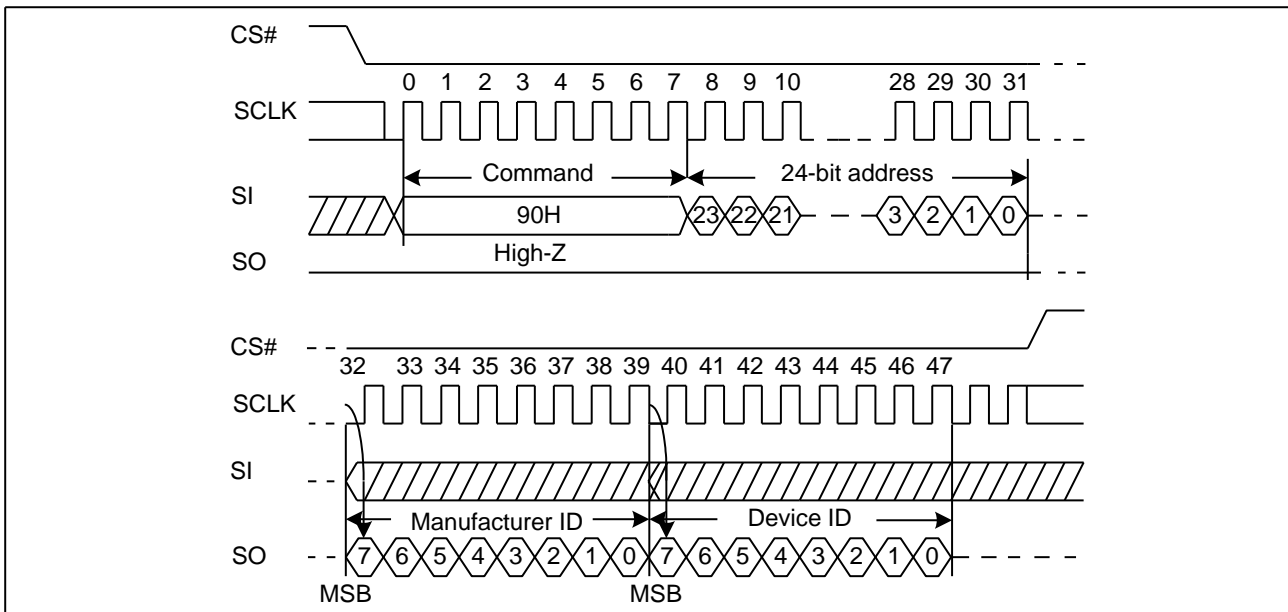 CS#
0 1 2 3 4 5 6 7 8 9 10 28 29 30 31
SCLK
Command 24-bit address
SI
90H 23 22 21 3 2 1 0
High-Z
SO
CS#
32 33 34 35 36 37 38 39 40 41 42 43 44 45 46 47
SCLK
SI
Manufacturer ID Device ID
SO 7 6 5 4 3 2 1 0 7 6 5 4 3 2 1 0
MSB MSB